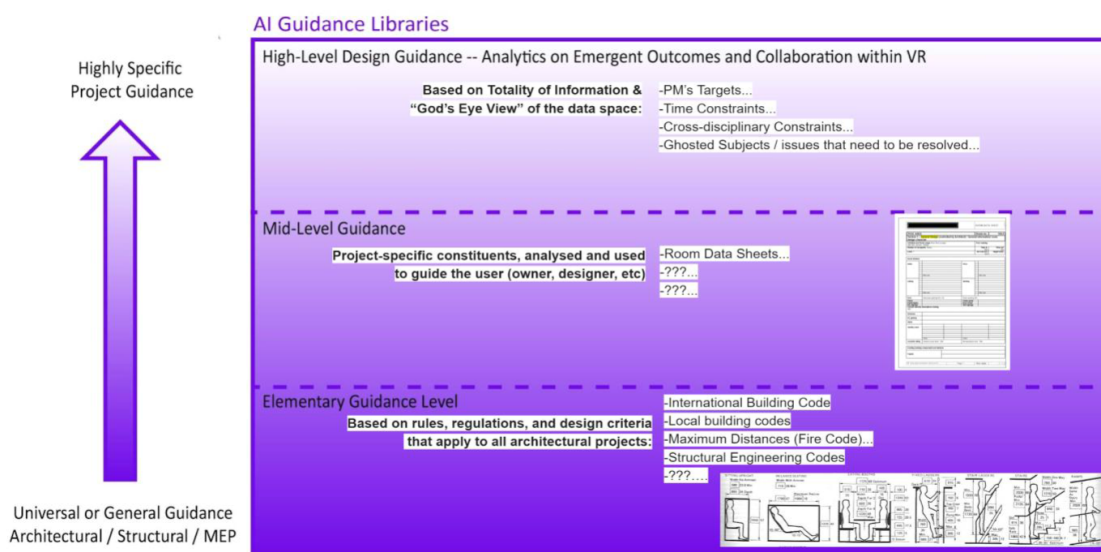 AI Guidance Libraries
Highly Specific
Project Guidance
High-Level Design Guidance -- Analytics on Emergent Outcomes and Collaboration within VR
Based on Totality of Information &
“God’s Eye View” of the data space:
-PM’s Targets...
-Time Constraints...
-Cross-disciplinary Constraints...
-Ghosted Subjects / issues that need to be resolved...
Mid-Level Guidance
Project-specific constituents, analysed and used
to guide the user (owner, designer, etc)
-Room Data Sheets...
-???...
-???...
Elementary Guidance Level
Based on rules, regulations, and design criteria
that apply to all architectural projects:
-International Building Code
-Local building codes
-Maximum Distances (Fire Code)...
-Structural Engineering Codes
-???....
Universal or General Guidance
Architectural / Structural / MEP